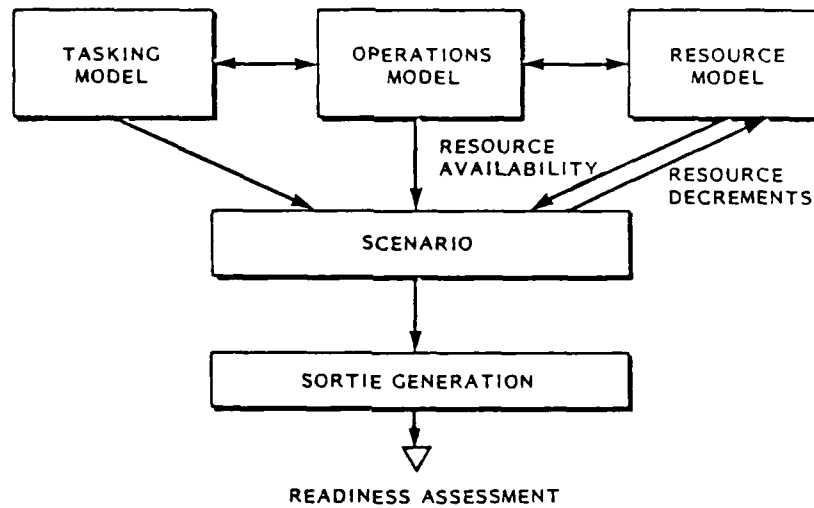 TASKING
MODEL
OPERATIONS
MODEL
RESOURCE
MODEL
RESOURCE
AVAILABILITY
RESOURCE
DECREMENTS
SCENARIO
SORTIE GENERATION
READINESS ASSESSMENT